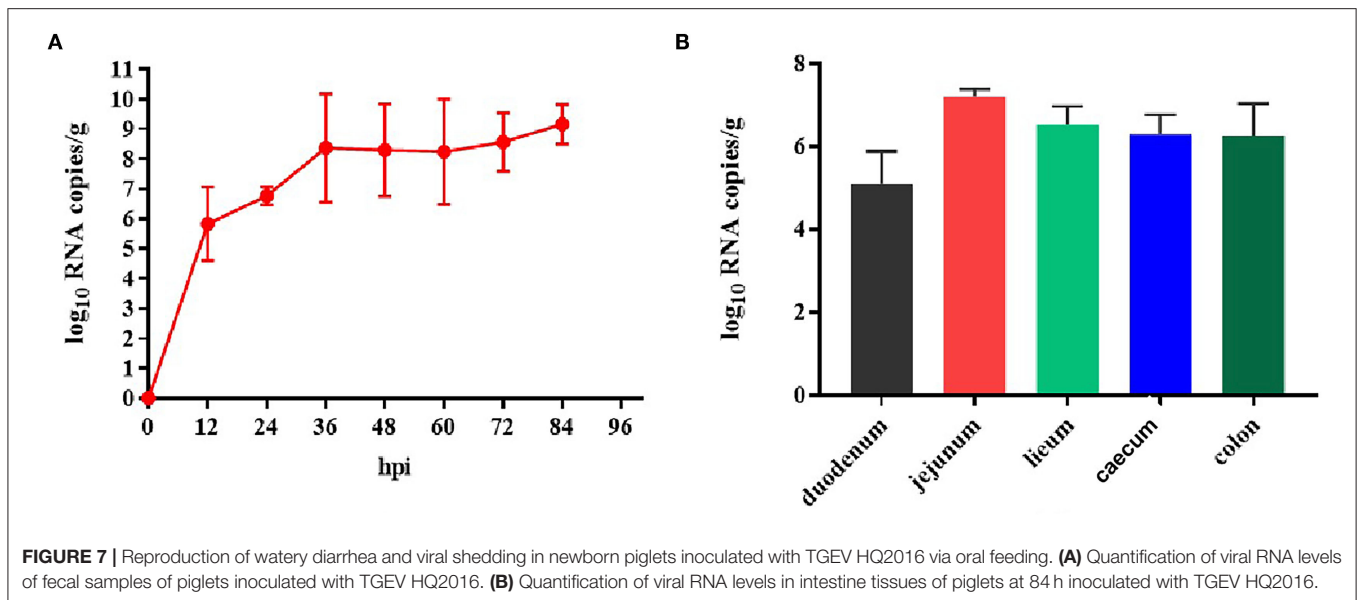 A
11
10
9
8
7
6
5
4
3
2
1
0
log10 RNA copies/g
0 12 24 36 48 60 72 84 96
hpi
B
8
6
4
2
0
log10 RNA copies/g
duodenum jejunum lieum caecum colon
FIGURE 7 | Reproduction of watery diarrhea and viral shedding in newborn piglets inoculated with TGEV HQ2016 via oral feeding. (A) Quantification of viral RNA levels
of fecal samples of piglets inoculated with TGEV HQ2016. (B) Quantification of viral RNA levels in intestine tissues of piglets at 84 h inoculated with TGEV HQ2016.